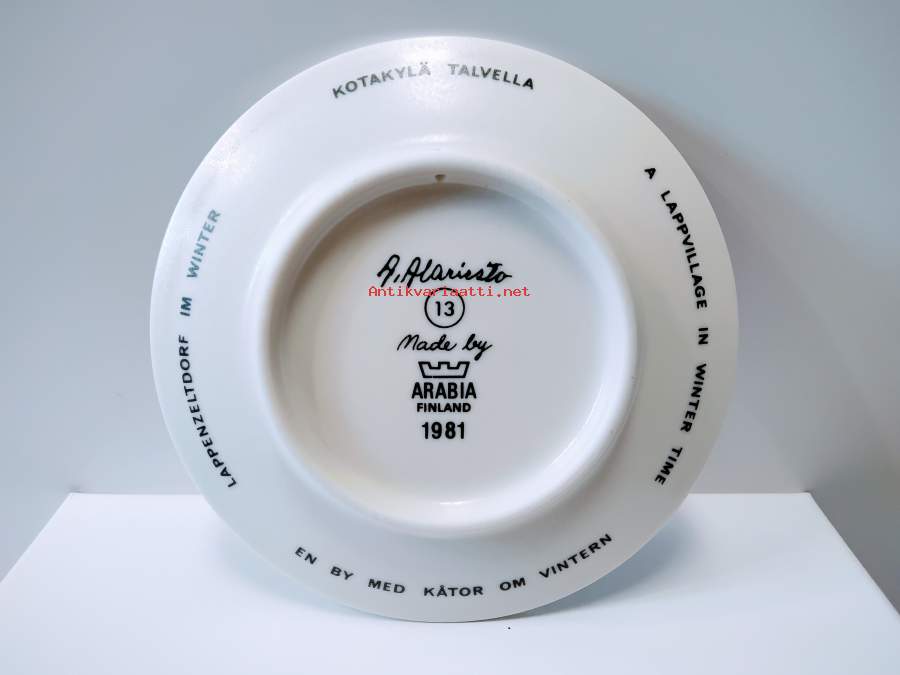 KOTAKYLÄ TALVELLA
A LAPPVILLAGE IN WINTER TIME
EN BY MED KÅTOR OM VINTERN
LAPPENZELTDORF IM WINTER
A. Alariesto
Antikvariaatti.net
13
Made by
ARABIA
FINLAND
1981